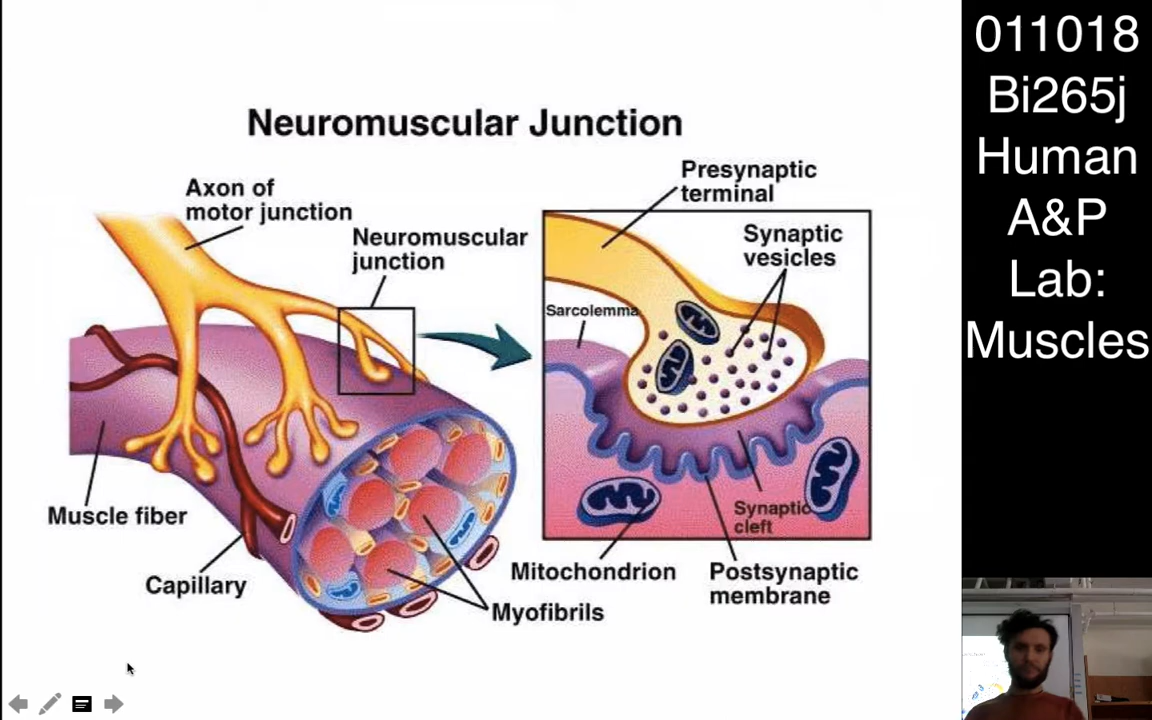 Neuromuscular Junction
Axon of
motor junction
Neuromuscular
junction
Muscle fiber
Capillary
Myofibrils
Presynaptic
terminal
Synaptic
vesicles
Sarcolemma
Synaptic
cleft
Mitochondrion
Postsynaptic
membrane
011018
Bi265j
Human
A&P
Lab:
Muscles